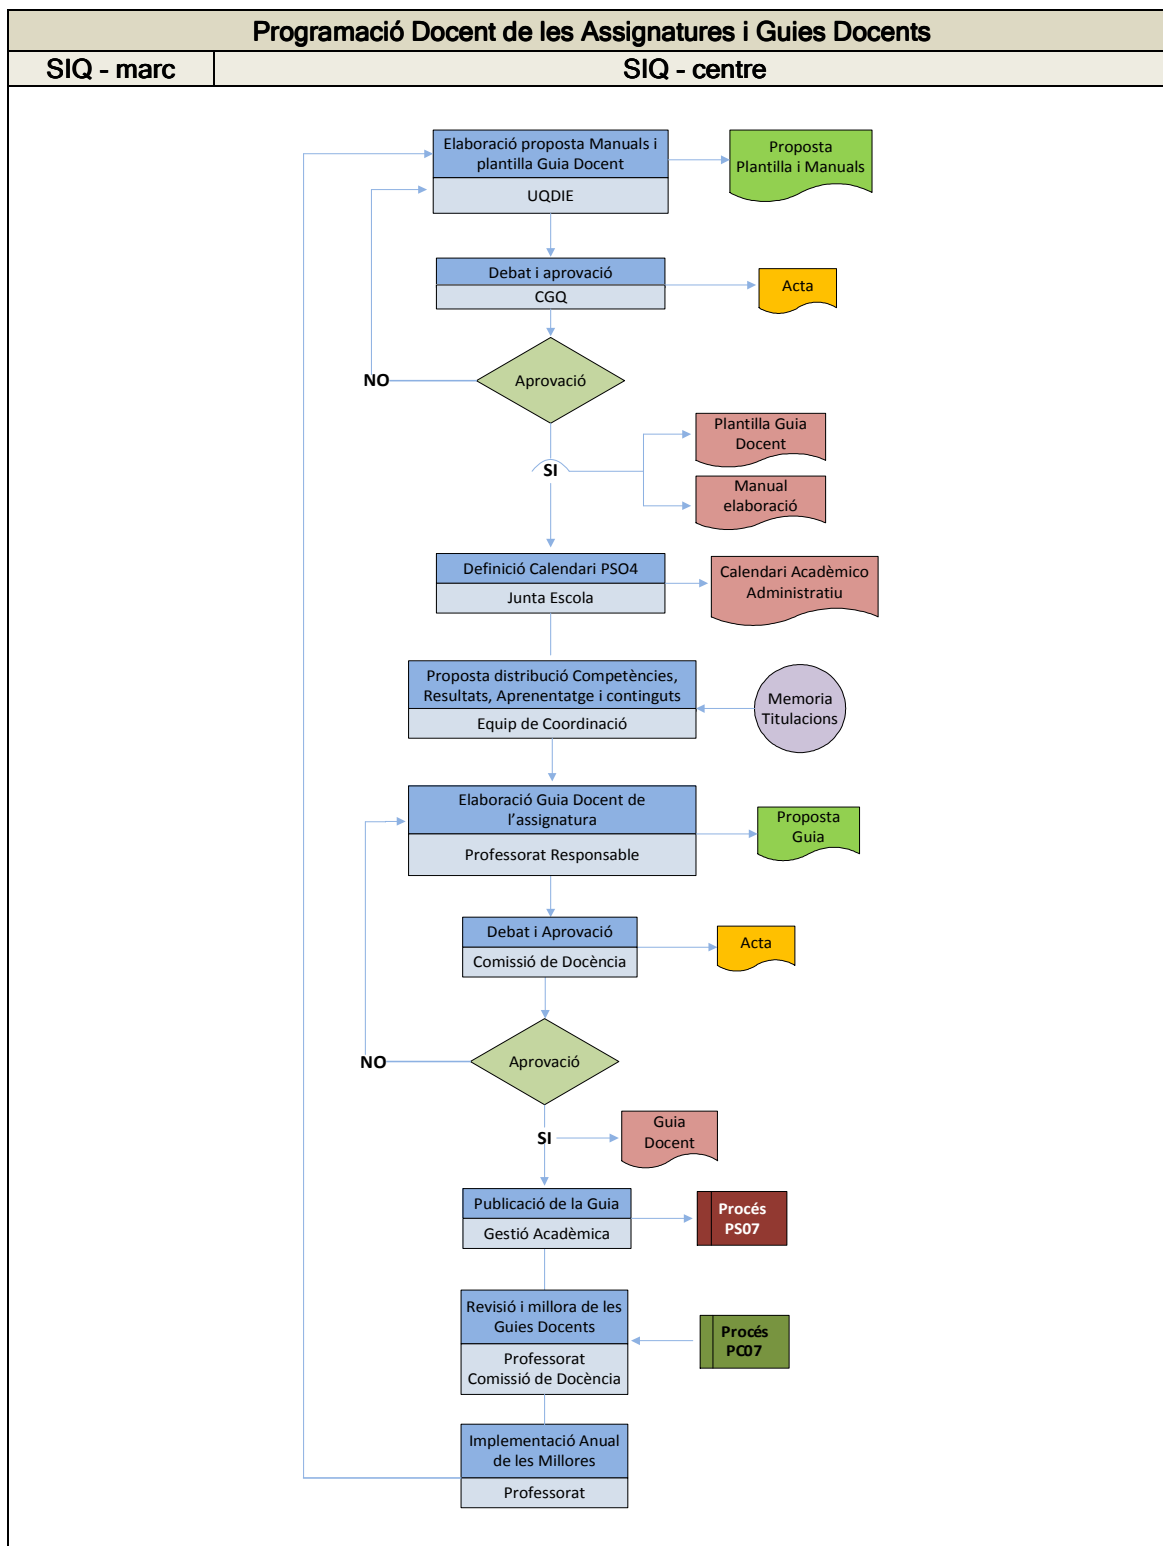 Programació Docent de les Assignatures i Guies Docents
SIQ - marc
SIQ - centre
Elaboració proposta Manuals i
plantilla Guia Docent
UQDIE
Proposta
Plantilla i Manuals
Debat i aprovació
CGQ
Acta
Aprovació
NO
Plantilla Guia
Docent
SI
Manual
elaboració
Definició Calendari PSO4
Junta Escola
Calendari Acadèmico
Administratiu
Proposta distribució Competències,
Resultats, Aprenentatge i continguts
Equip de Coordinació
Memoria
Titulacions
Elaboració Guia Docent de
l’assignatura
Professorat Responsable
Proposta
Guia
Debat i Aprovació
Comissió de Docència
Acta
Aprovació
NO
SI
Guia
Docent
Publicació de la Guia
Gestió Acadèmica
Procés
PS07
Revisió i millora de les
Guies Docents
Professorat
Comissió de Docència
Procés
PC07
Implementació Anual
de les Millores
Professorat